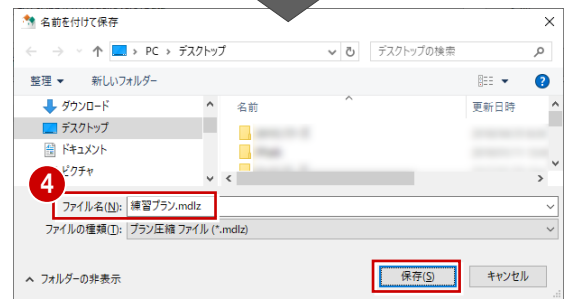 名前を付けて保存
PC › デスクトップ
デスクトップの検索
整理
新しいフォルダー
ダウンロード
名前
更新日時
デスクトップ
ドキュメント
ピクチャ
4
ファイル名(N): 練習プラン.mdlz
ファイルの種類(T): プラン圧縮 ファイル (*.mdlz)
フォルダーの非表示
保存(S)
キャンセル